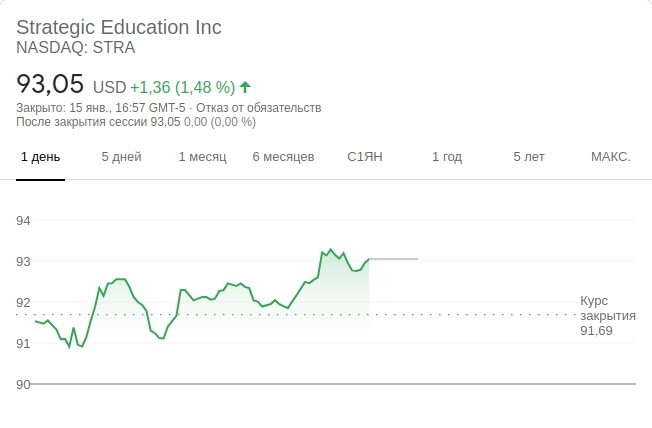 Strategic Education Inc
NASDAQ: STRA
93,05 USD +1,36 (1,48 %)
Закрыто: 15 янв., 16:57 GMT-5 · Отказ от обязательств
После закрытия сессии 93,05 0,00 (0,00 %)
1 день 5 дней 1 месяц 6 месяцев С1ЯН 1 год 5 лет МАКС.
94
93
92
Курс
закрытия
91,69
91
90